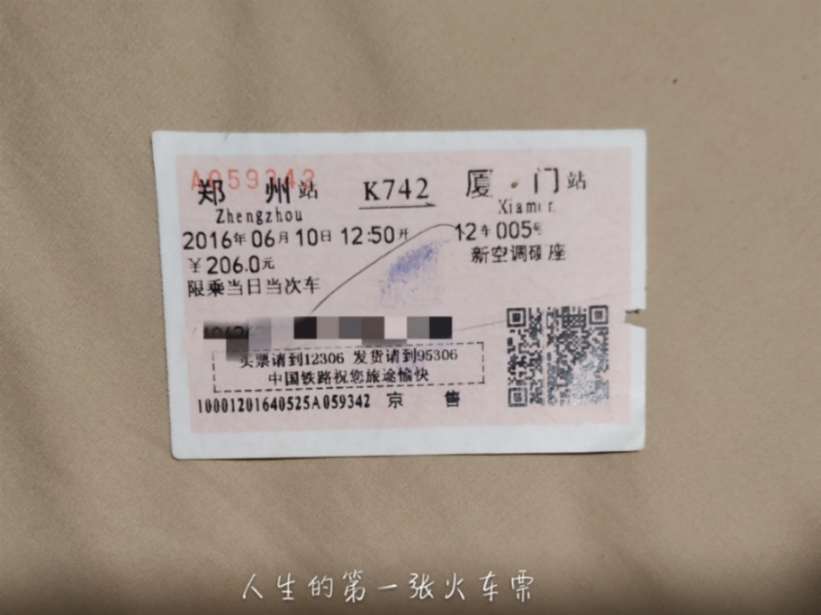 A059342
郑州站 K742 厦门站
Zhengzhou Xiamen
2016年06月10日 12:50开 12车005号
￥206.0元 新空调硬座
限乘当日当次车
买票请到12306 发货请到95306
中国铁路祝您旅途愉快
10001201640525A059342 京 售
人生的第一张火车票